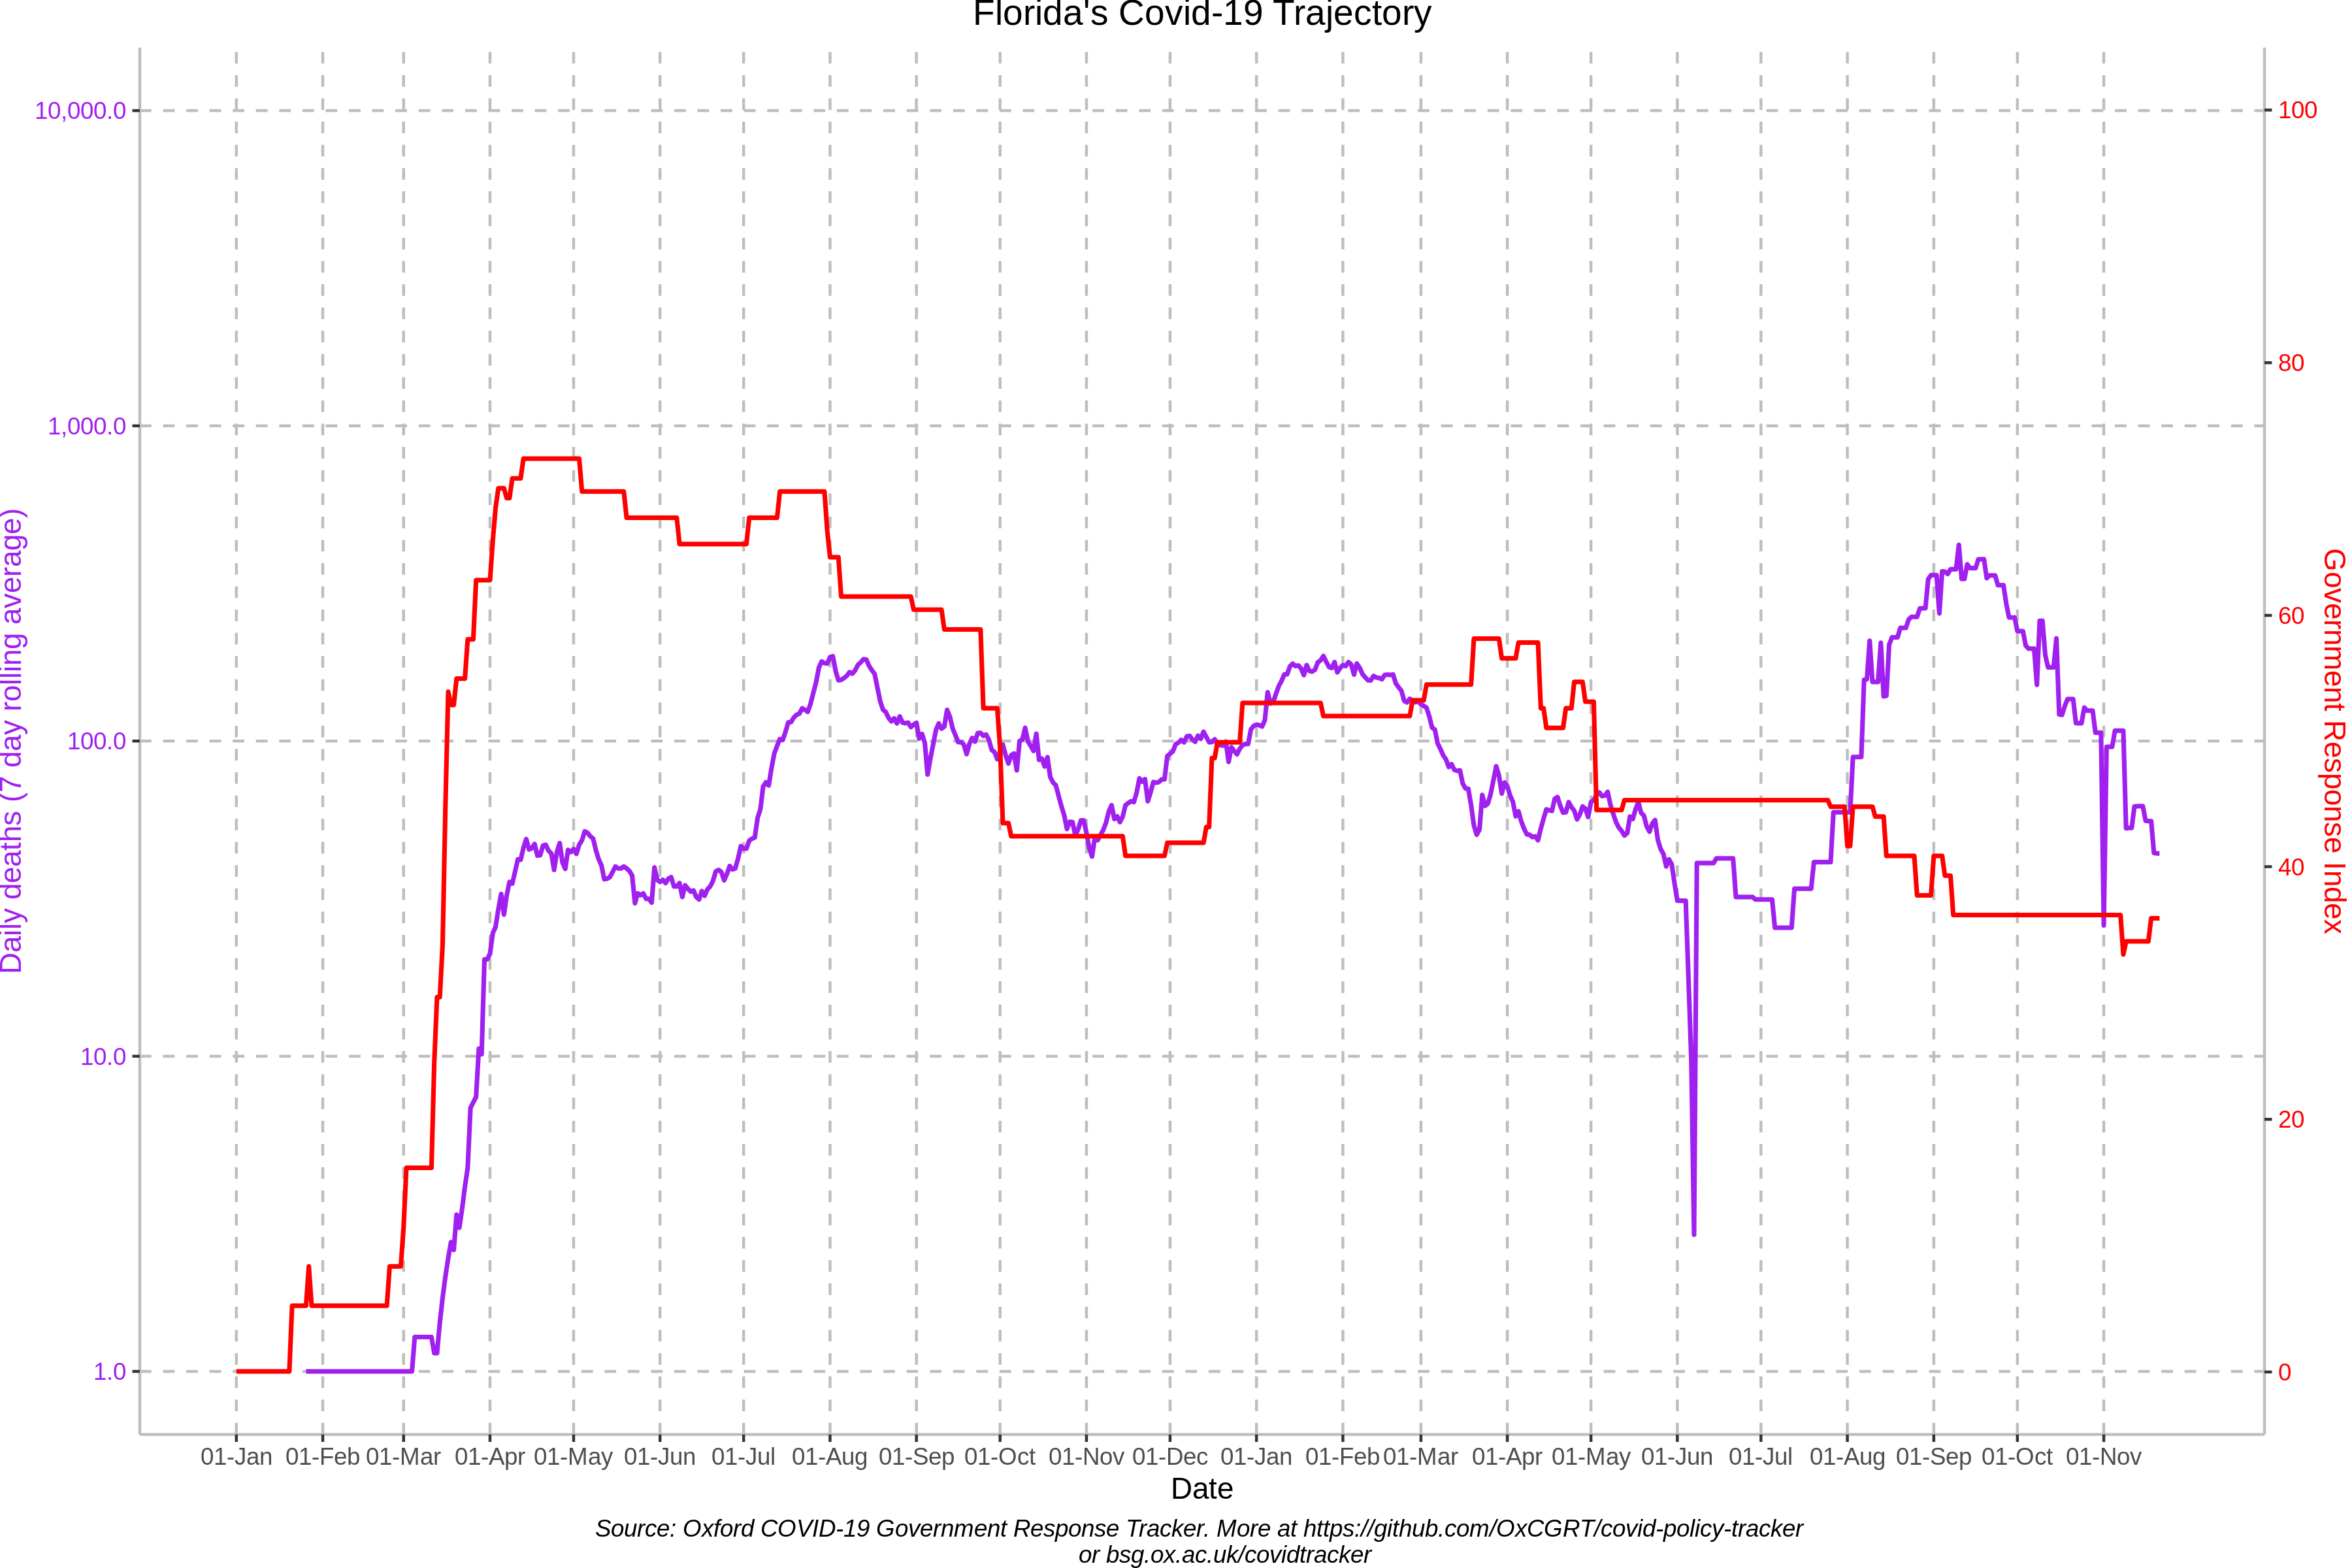 Florida's Covid-19 Trajectory
10,000.0
1,000.0
100.0
10.0
1.0
Daily deaths (7 day rolling average)
100
80
60
40
20
0
Government Response Index
01-Jan 01-Feb 01-Mar 01-Apr 01-May 01-Jun 01-Jul 01-Aug 01-Sep 01-Oct 01-Nov 01-Dec 01-Jan 01-Feb 01-Mar 01-Apr 01-May 01-Jun 01-Jul 01-Aug 01-Sep 01-Oct 01-Nov
Date
Source: Oxford COVID-19 Government Response Tracker. More at https://github.com/OxCGRT/covid-policy-tracker
or bsg.ox.ac.uk/covidtracker